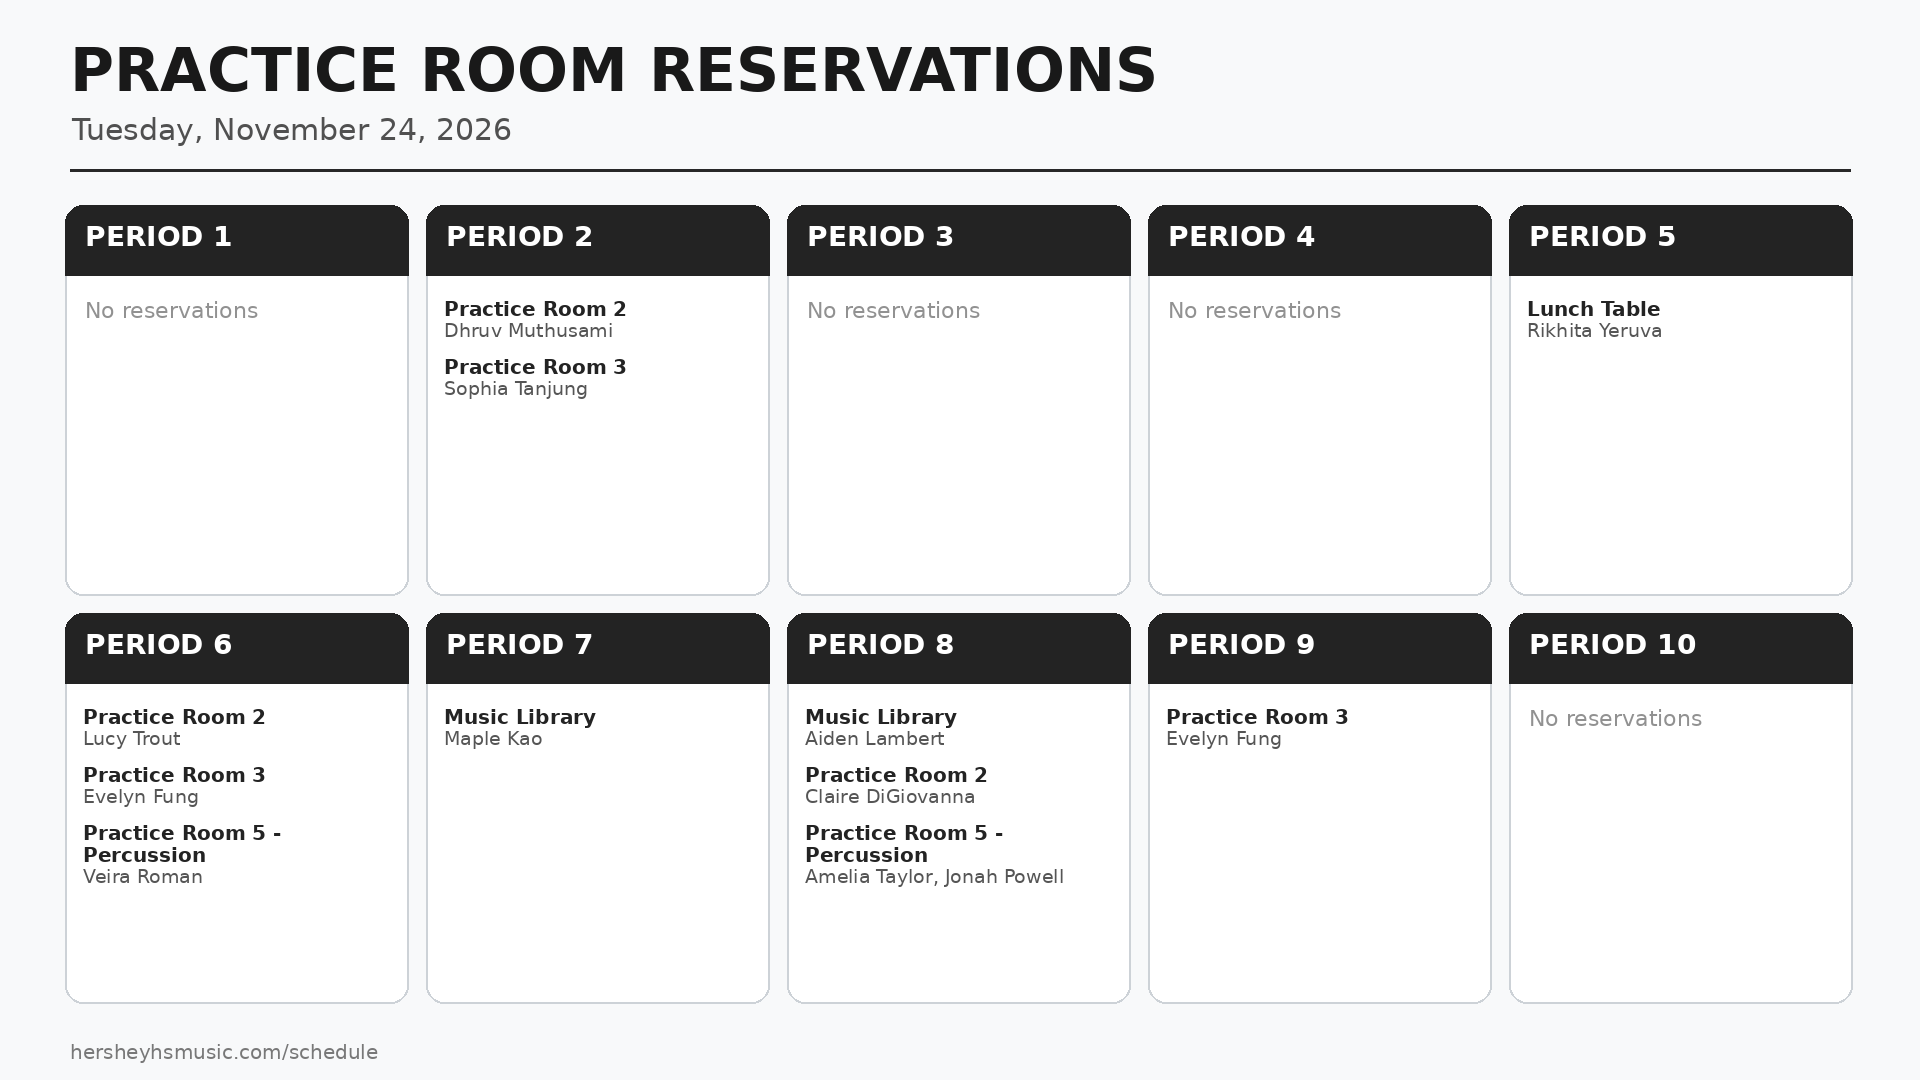 PRACTICE ROOM RESERVATIONS
Tuesday, November 24, 2026
PERIOD 1
No reservations
PERIOD 2
Practice Room 2
Dhruv Muthusami
Practice Room 3
Sophia Tanjung
PERIOD 3
No reservations
PERIOD 4
No reservations
PERIOD 5
Lunch Table
Rikhita Yeruva
PERIOD 6
Practice Room 2
Lucy Trout
Practice Room 3
Evelyn Fung
Practice Room 5 -
Percussion
Veira Roman
PERIOD 7
Music Library
Maple Kao
PERIOD 8
Music Library
Aiden Lambert
Practice Room 2
Claire DiGiovanna
Practice Room 5 -
Percussion
Amelia Taylor, Jonah Powell
PERIOD 9
Practice Room 3
Evelyn Fung
PERIOD 10
No reservations
hersheyhsmusic.com/schedule